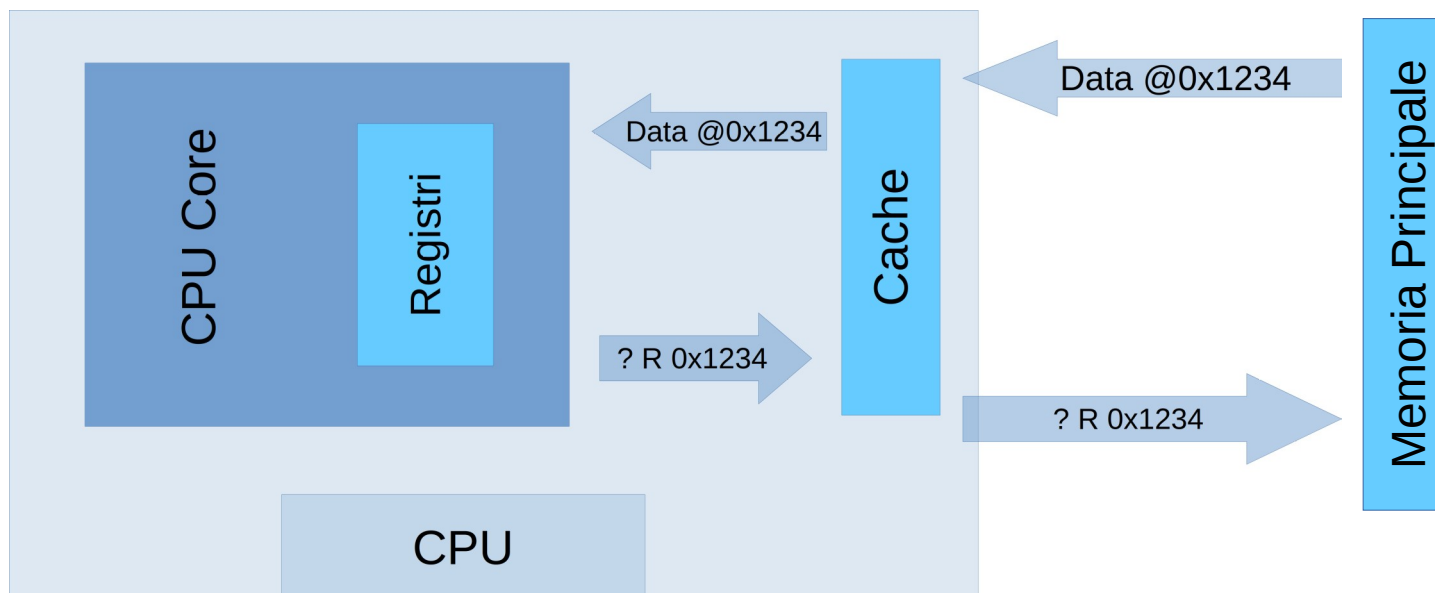 CPU Core
Registri
Data @0x1234
? R 0x1234
Cache
Data @0x1234
? R 0x1234
Memoria Principale
CPU